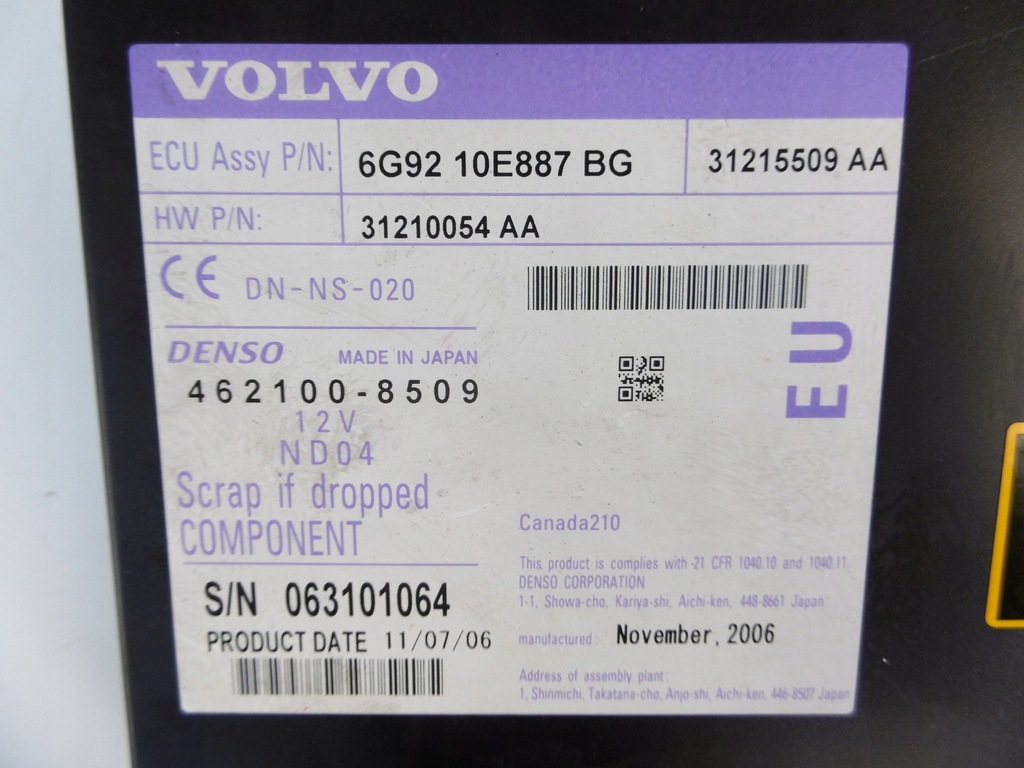 VOLVO
ECU Assy P/N: 6G92 10E887 BG 31215509 AA
HW P/N: 31210054 AA
CE DN-NS-020
DENSO MADE IN JAPAN
462100-8509
12V
ND04
Scrap if dropped
COMPONENT
S/N 063101064
PRODUCT DATE 11/07/06
EU
Canada210
This product is complies with 21 CFR 1040.10 and 1040.11.
DENSO CORPORATION
1-1, Showa-cho, Kariya-shi, Aichi-ken, 448-8661 Japan
manufactured: November, 2006
Address of assembly plant:
1, Shinmichi, Takatana-cho, Anjo-shi, Aichi-ken, 446-8507 Japan